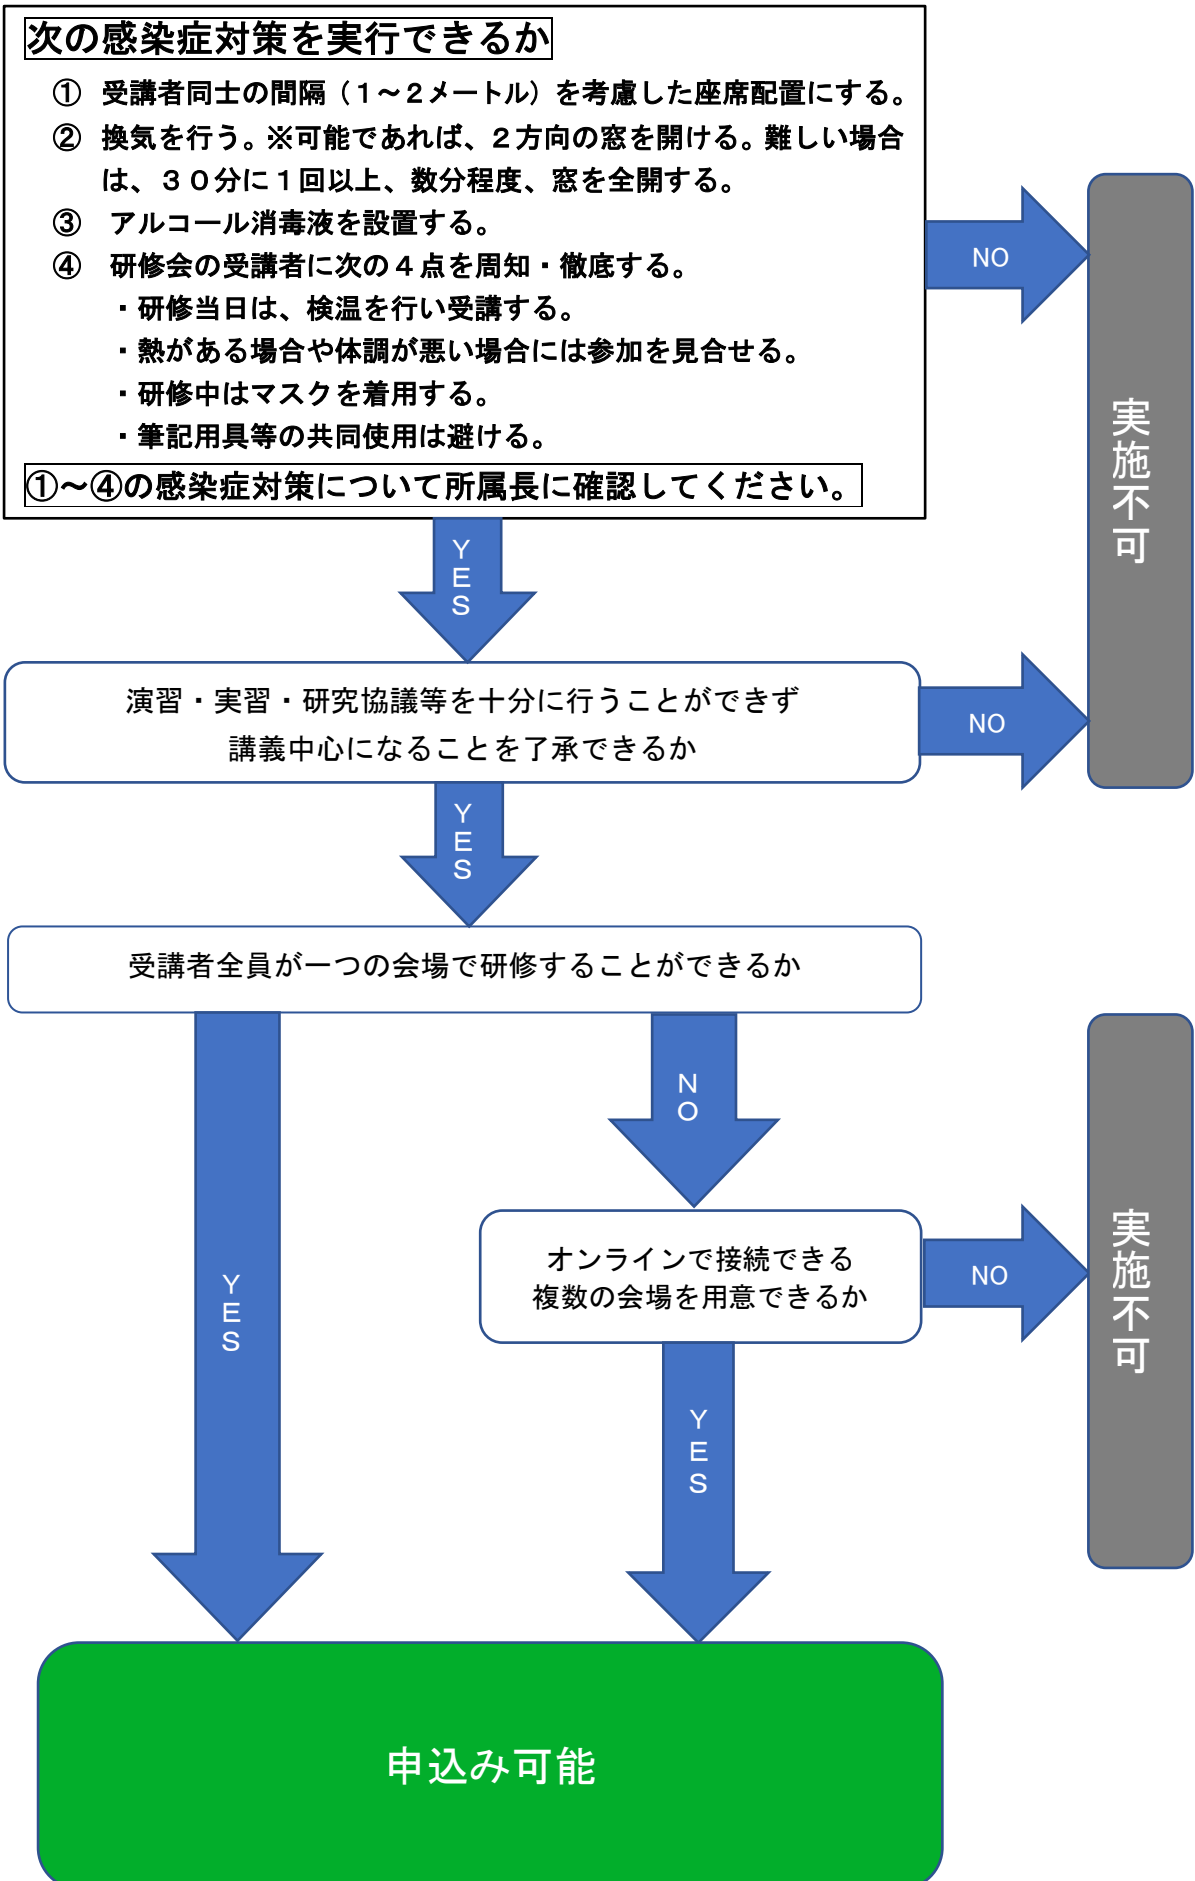 次の感染症対策を実行できるか
① 受講者同士の間隔（１～２メートル）を考慮した座席配置にする。
② 換気を行う。※可能であれば、２方向の窓を開ける。難しい場合
は、３０分に１回以上、数分程度、窓を全開する。
③ アルコール消毒液を設置する。
④ 研修会の受講者に次の４点を周知・徹底する。
・研修当日は、検温を行い受講する。
・熱がある場合や体調が悪い場合には参加を見合せる。
・研修中はマスクを着用する。
・筆記用具等の共同使用は避ける。
①～④の感染症対策について所属長に確認してください。
NO
実施不可
YES
演習・実習・研究協議等を十分に行うことができず
講義中心になることを了承できるか
NO
YES
受講者全員が一つの会場で研修することができるか
NO
YES
オンラインで接続できる
複数の会場を用意できるか
NO
実施不可
YES
申込み可能